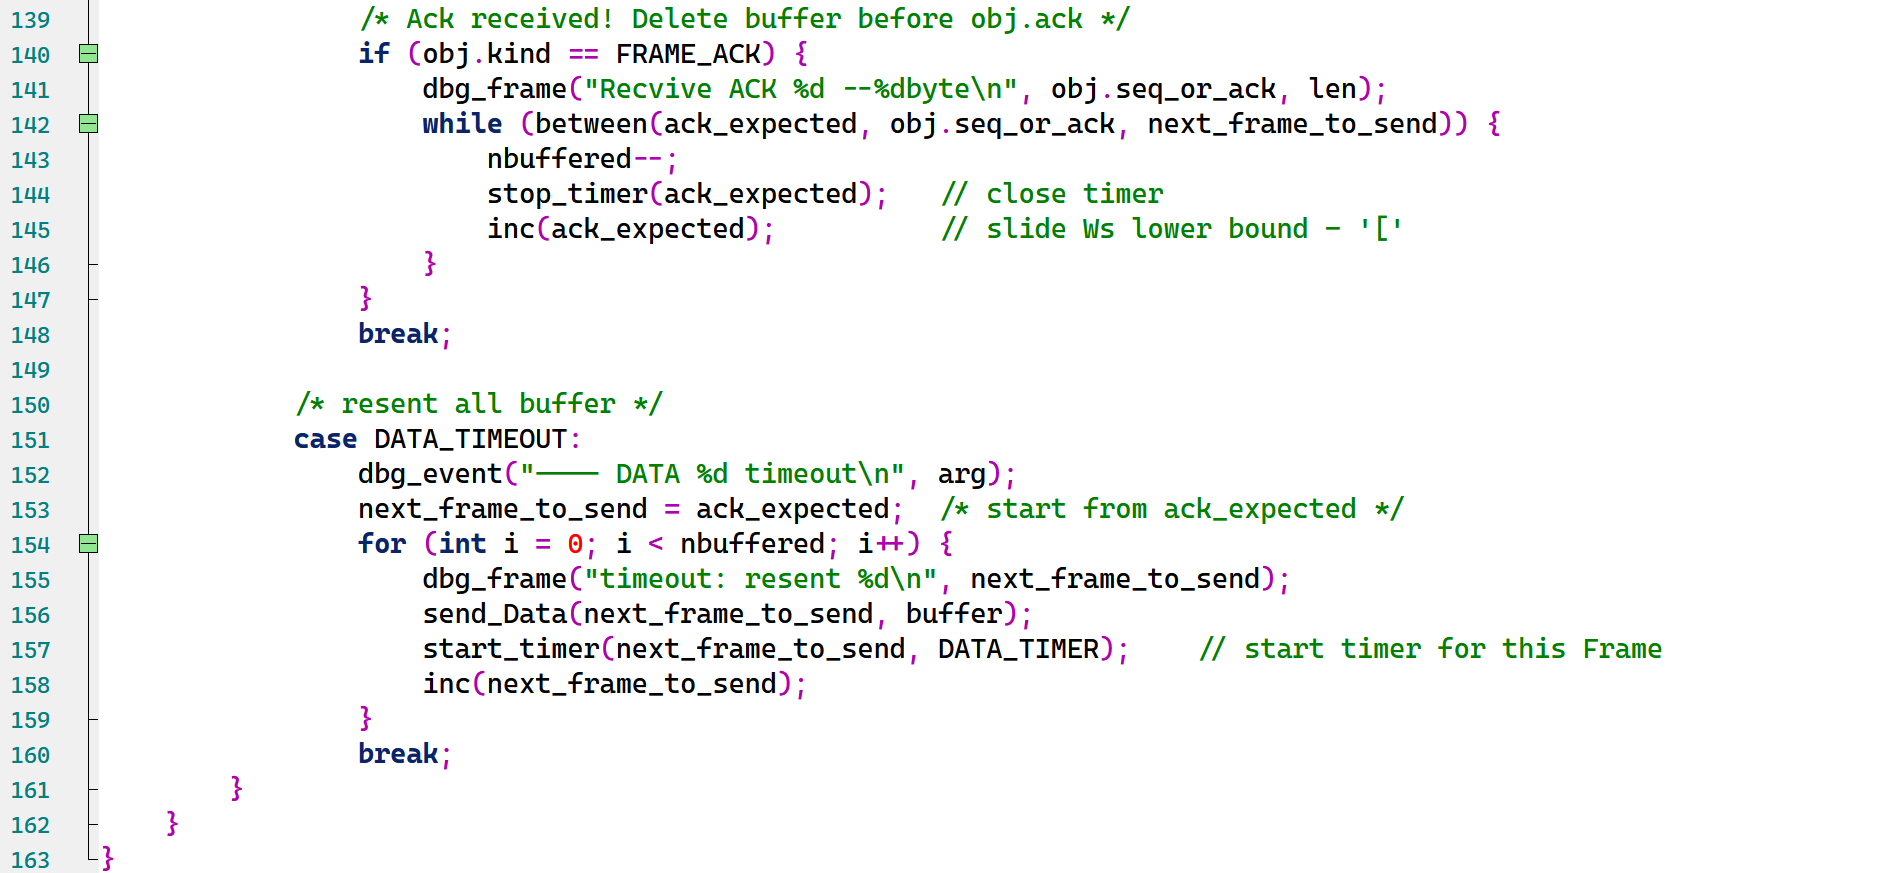 139 /* Ack received! Delete buffer before obj.ack */
140 if (obj.kind == FRAME_ACK) {
141 dbg_frame("Recvive ACK %d --%dbyte\n", obj.seq_or_ack, len);
142 while (between(ack_expected, obj.seq_or_ack, next_frame_to_send)) {
143 nbuffered--;
144 stop_timer(ack_expected); // close timer
145 inc(ack_expected); // slide Ws lower bound - '['
146 }
147 }
148 break;
149
150 /* resent all buffer */
151 case DATA_TIMEOUT:
152 dbg_event("---- DATA %d timeout\n", arg);
153 next_frame_to_send = ack_expected; /* start from ack_expected */
154 for (int i = 0; i < nbuffered; i++) {
155 dbg_frame("timeout: resent %d\n", next_frame_to_send);
156 send_Data(next_frame_to_send, buffer);
157 start_timer(next_frame_to_send, DATA_TIMER); // start timer for this Frame
158 inc(next_frame_to_send);
159 }
160 break;
161 }
162 }
163 }